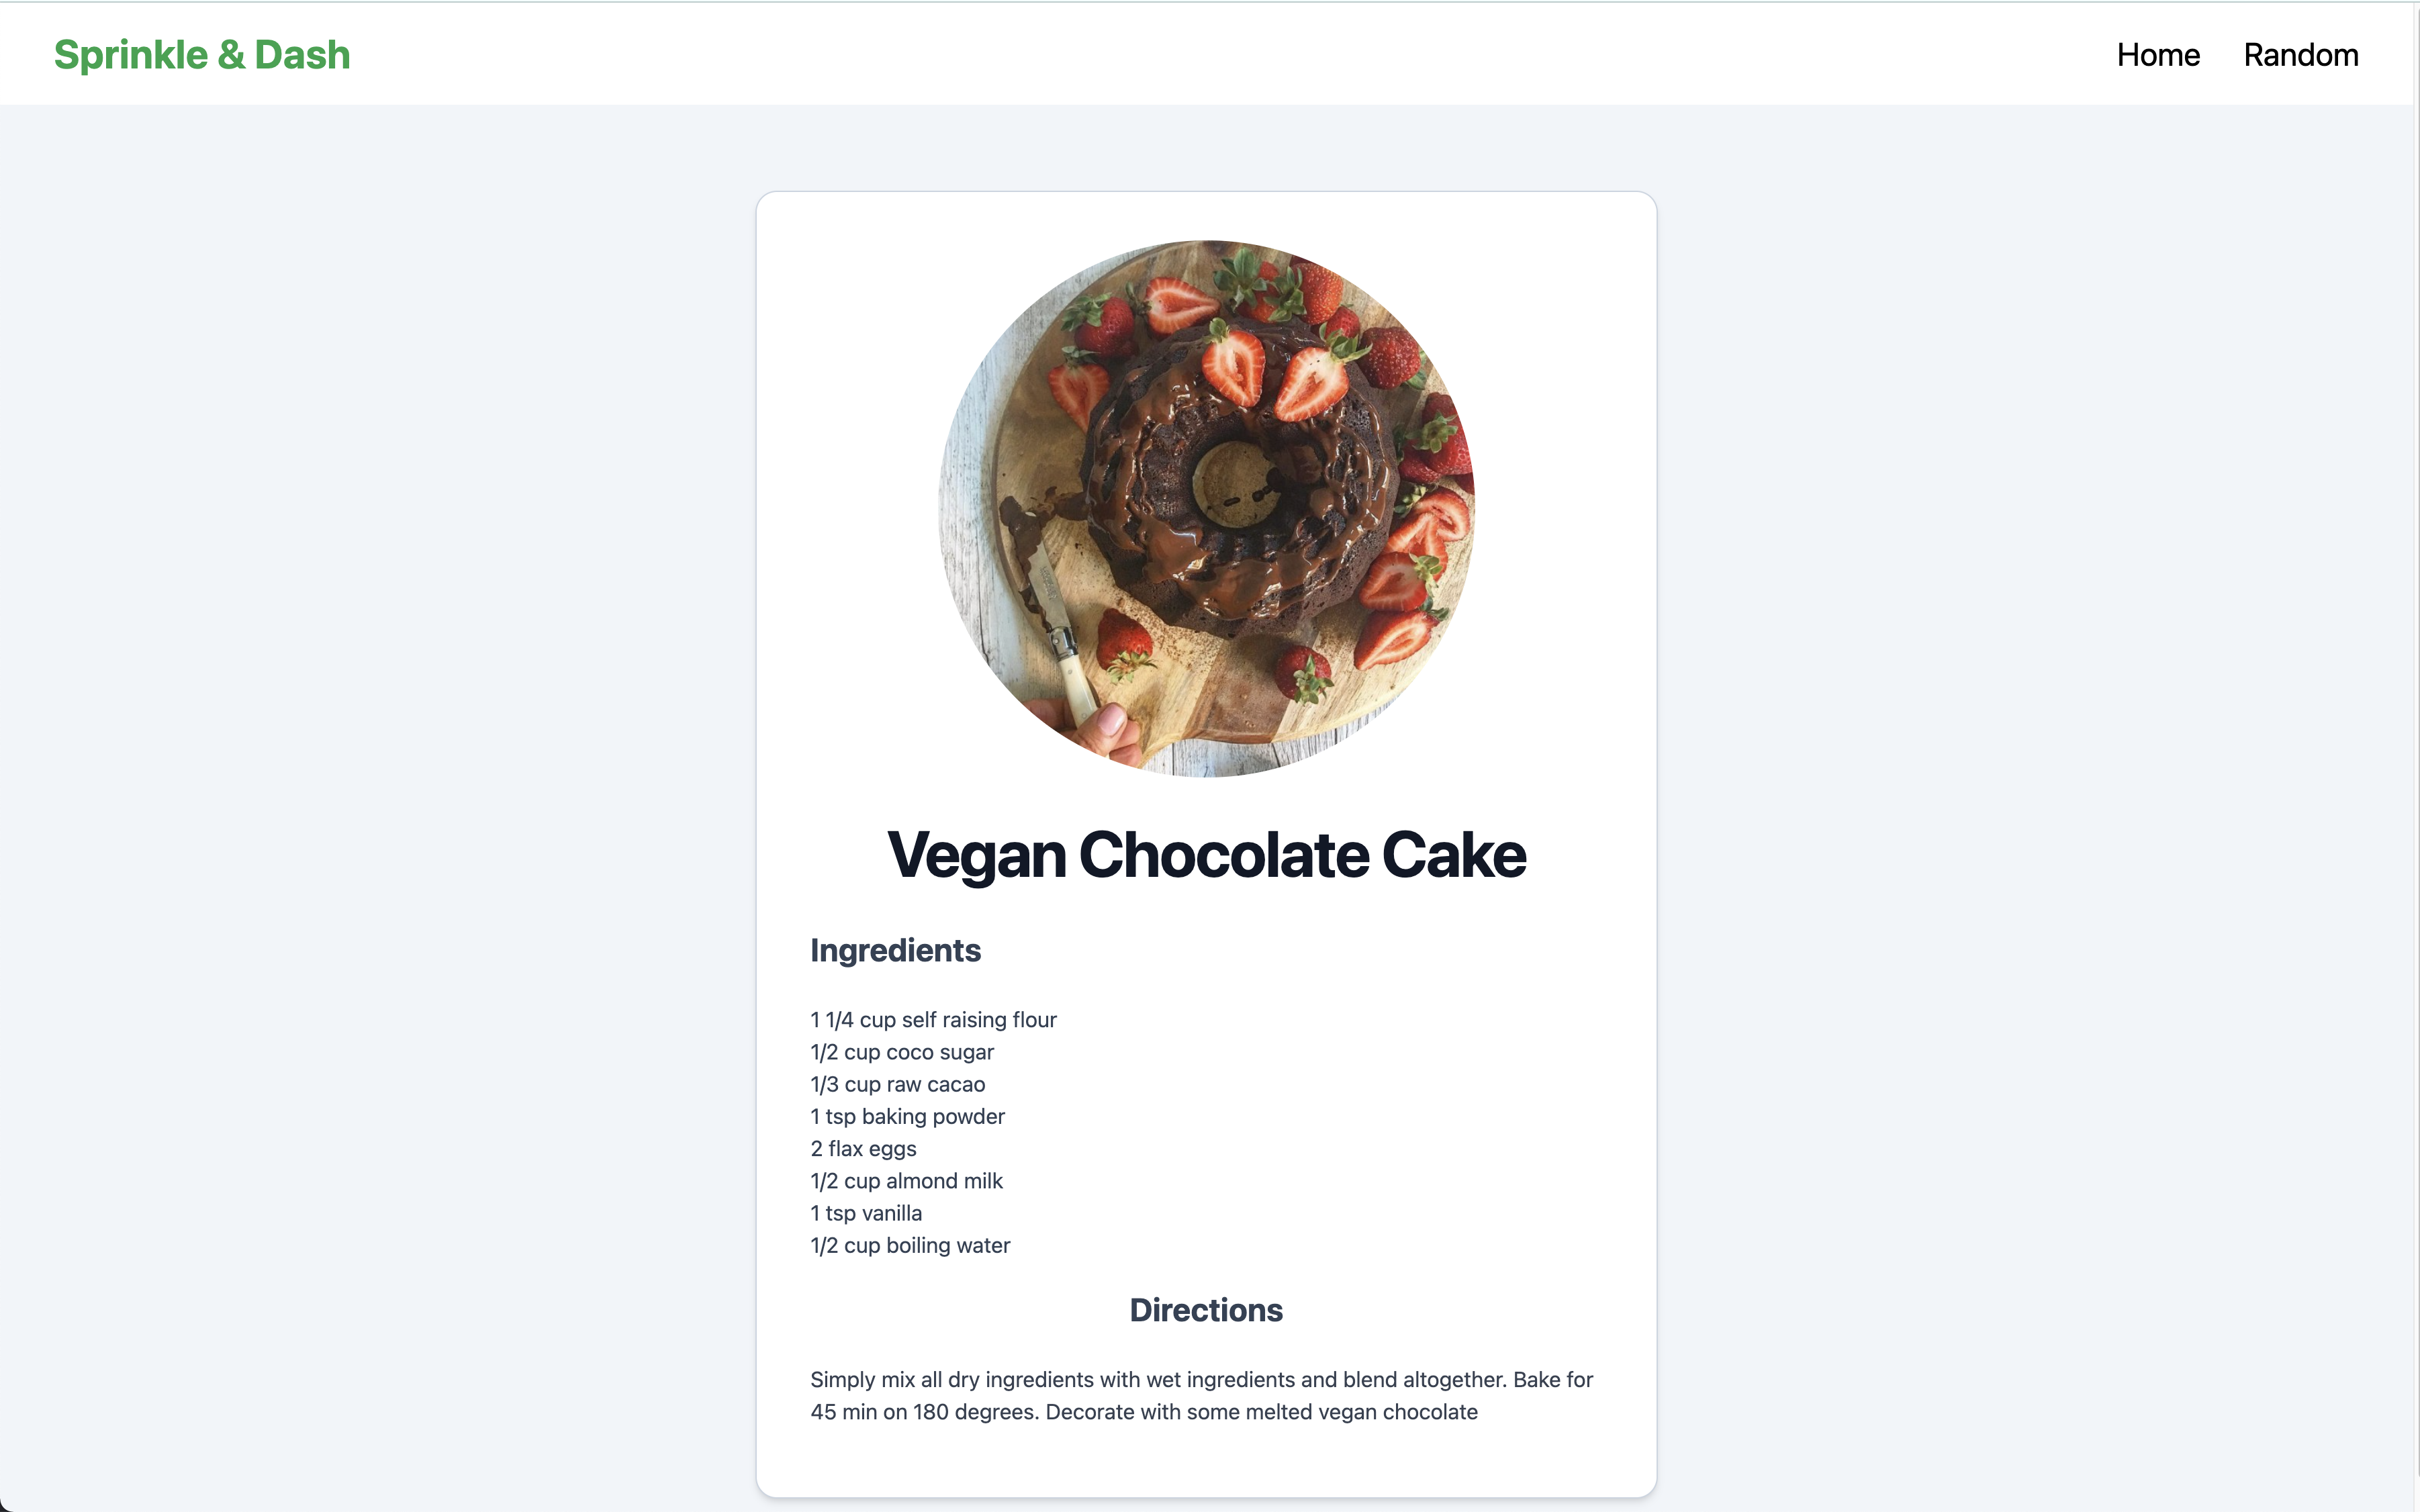 Sprinkle & Dash
Home Random
Vegan Chocolate Cake
Ingredients
1 1/4 cup self raising flour
1/2 cup coco sugar
1/3 cup raw cacao
1 tsp baking powder
2 flax eggs
1/2 cup almond milk
1 tsp vanilla
1/2 cup boiling water
Directions
Simply mix all dry ingredients with wet ingredients and blend altogether. Bake for
45 min on 180 degrees. Decorate with some melted vegan chocolate